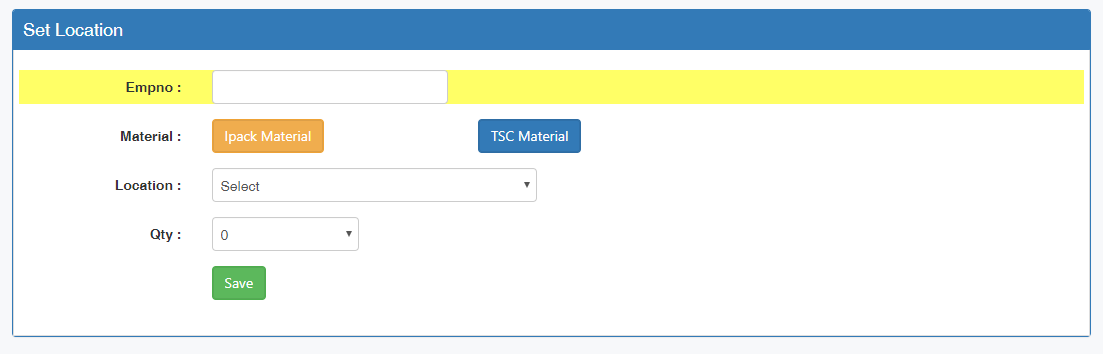 Set Location
Empno :
Material : Ipack Material TSC Material
Location : Select
Qty : 0
Save